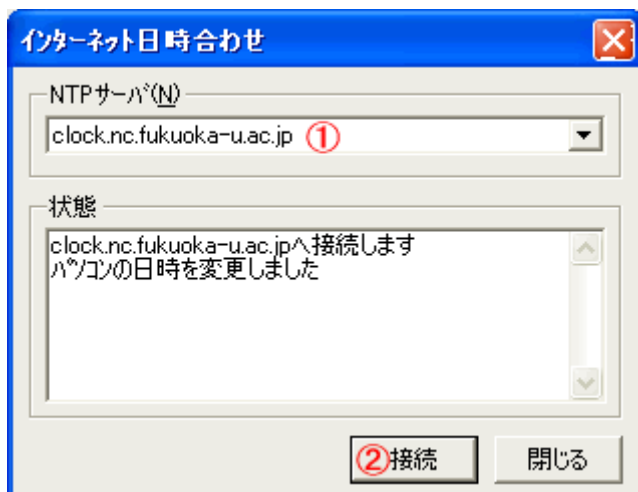 インターネット日時合わせ
NTPサーバ(N)
clock.nc.fukuoka-u.ac.jp ①
状態
clock.nc.fukuoka-u.ac.jpへ接続します
パソコンの日時を変更しました
②接続 閉じる